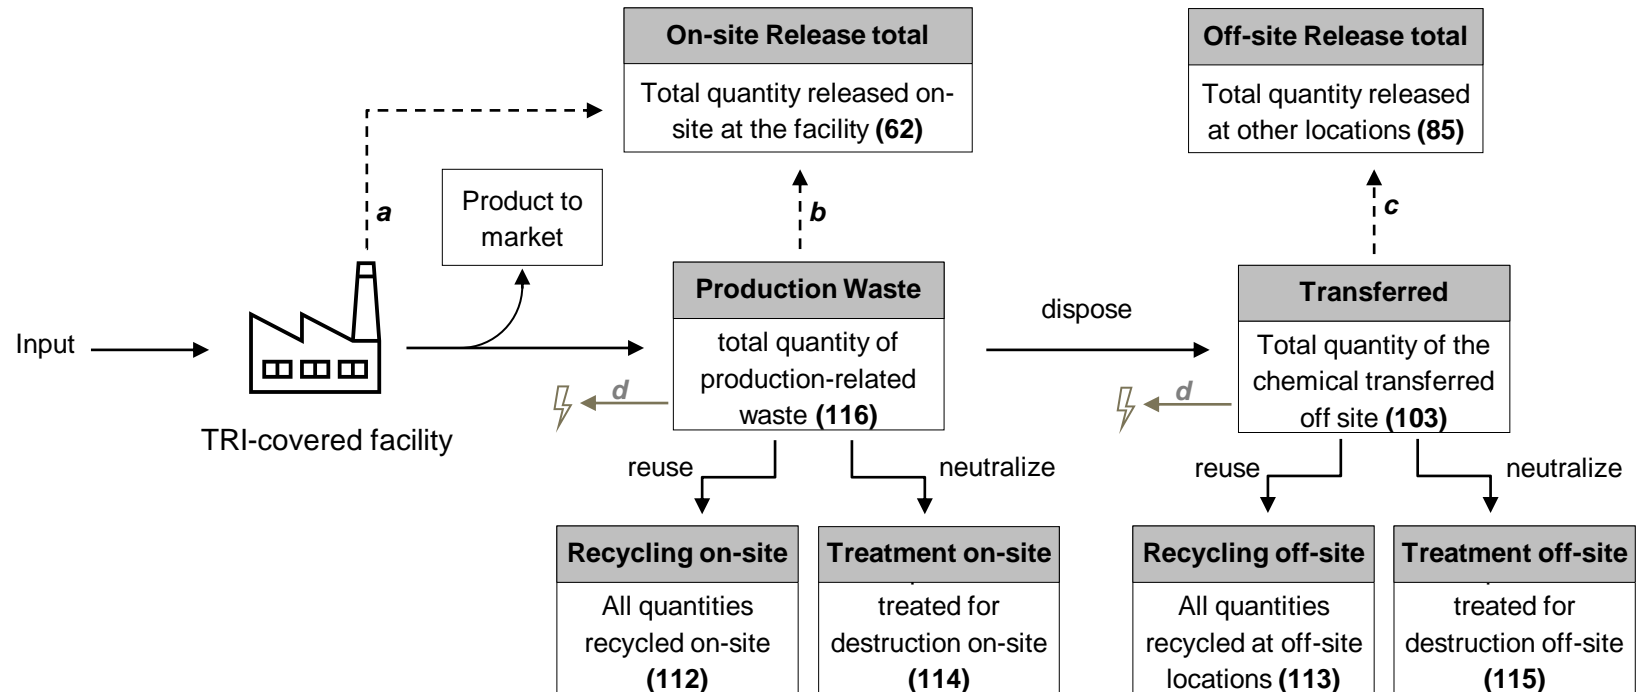 On-site Release total
Total quantity released on-
site at the facility (62)
Off-site Release total
Total quantity released
at other locations (85)
a
Product to
market
b
c
Input
TRI-covered facility
Production Waste
total quantity of
production-related
waste (116)
d
dispose
Transferred
Total quantity of the
chemical transferred
off site (103)
d
reuse
neutralize
reuse
neutralize
Recycling on-site
All quantities
recycled on-site
(112)
Treatment on-site
treated for
destruction on-site
(114)
Recycling off-site
All quantities
recycled at off-site
locations (113)
Treatment off-site
treated for
destruction off-site
(115)